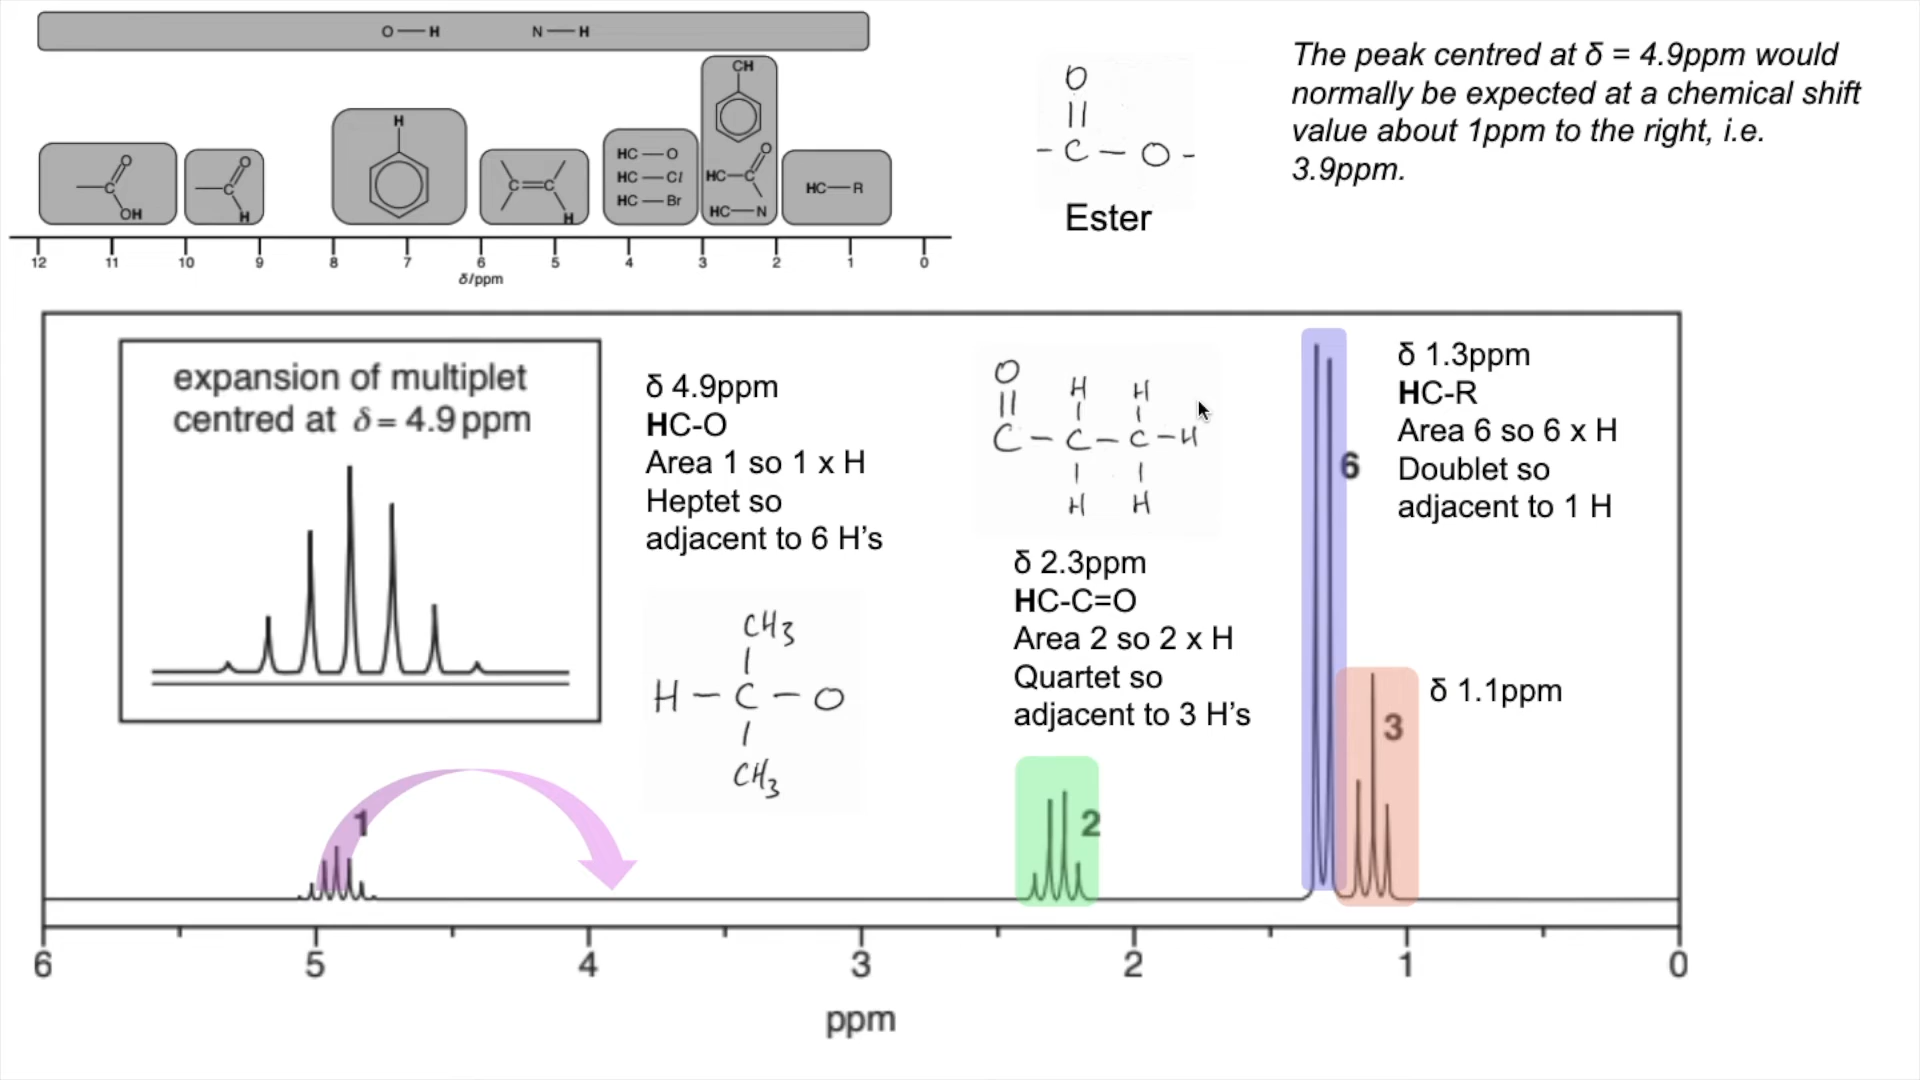 O — H N — H
CH
H
O
C
OH
O
C
H
H
C=C
H
HC — O
HC — Cl
HC — Br
O
HC — C
HC — N
HC — R
12 11 10 9 8 7 6 5 4 3 2 1 0
δ/ppm
O
||
- C - O -
Ester
The peak centred at δ = 4.9ppm would
normally be expected at a chemical shift
value about 1ppm to the right, i.e.
3.9ppm.
expansion of multiplet
centred at δ = 4.9 ppm
δ 4.9ppm
HC-O
Area 1 so 1 x H
Heptet so
adjacent to 6 H’s
CH3
H - C - O
CH3
1
O H H
C - C - C - H
H H
δ 2.3ppm
HC-C=O
Area 2 so 2 x H
Quartet so
adjacent to 3 H’s
2
δ 1.3ppm
HC-R
Area 6 so 6 x H
Doublet so
adjacent to 1 H
6
δ 1.1ppm
3
6 5 4 3 2 1 0
ppm